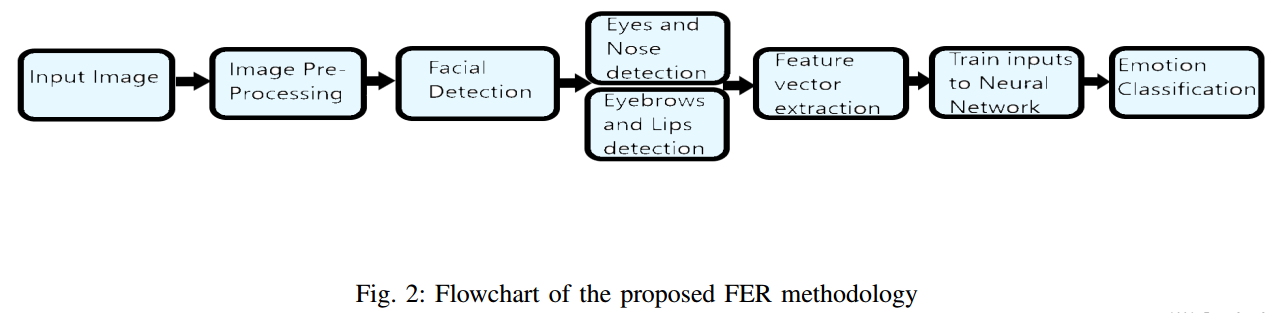 Input Image
Image Pre-
Processing
Facial
Detection
Eyes and
Nose
detection
Eyebrows
and Lips
detection
Feature
vector
extraction
Train inputs
to Neural
Network
Emotion
Classification
Fig. 2: Flowchart of the proposed FER methodology